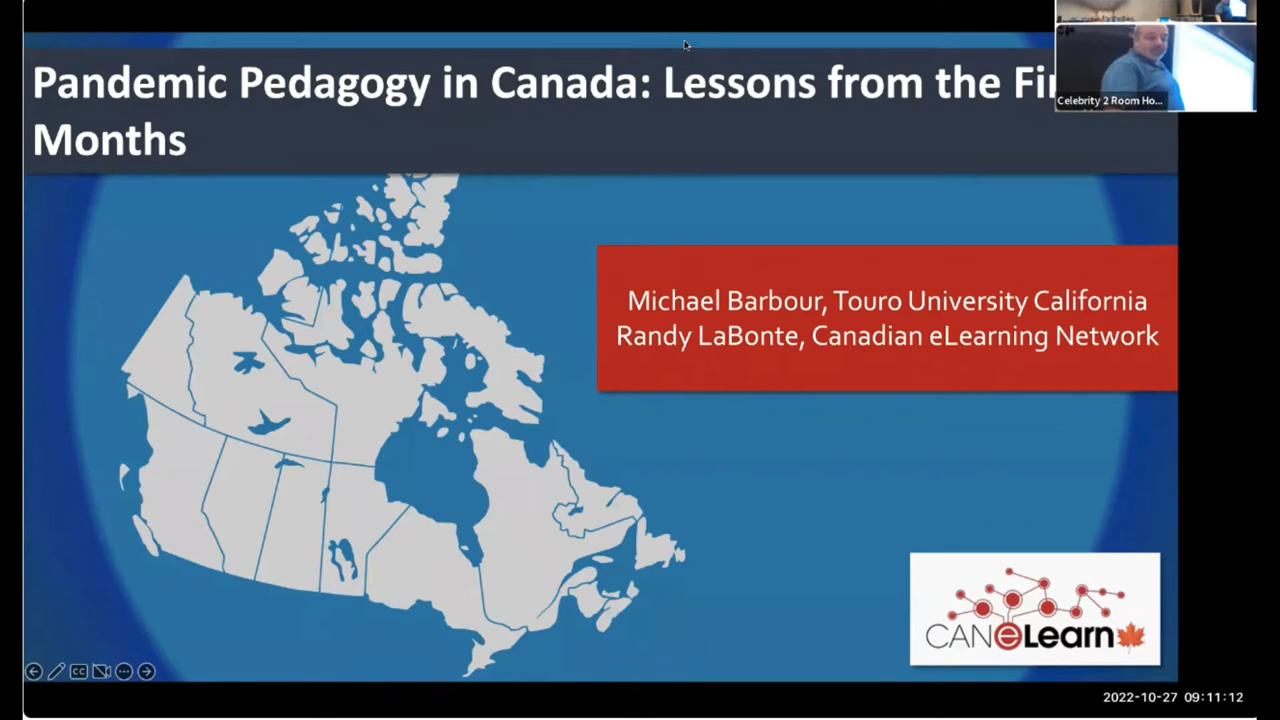 Pandemic Pedagogy in Canada: Lessons from the
Months
Celebrity 2 Room Ho...
Michael Barbour, Touro University California
Randy LaBonte, Canadian eLearning Network
CANeLearn
CC
2022-10-27 09:11:12